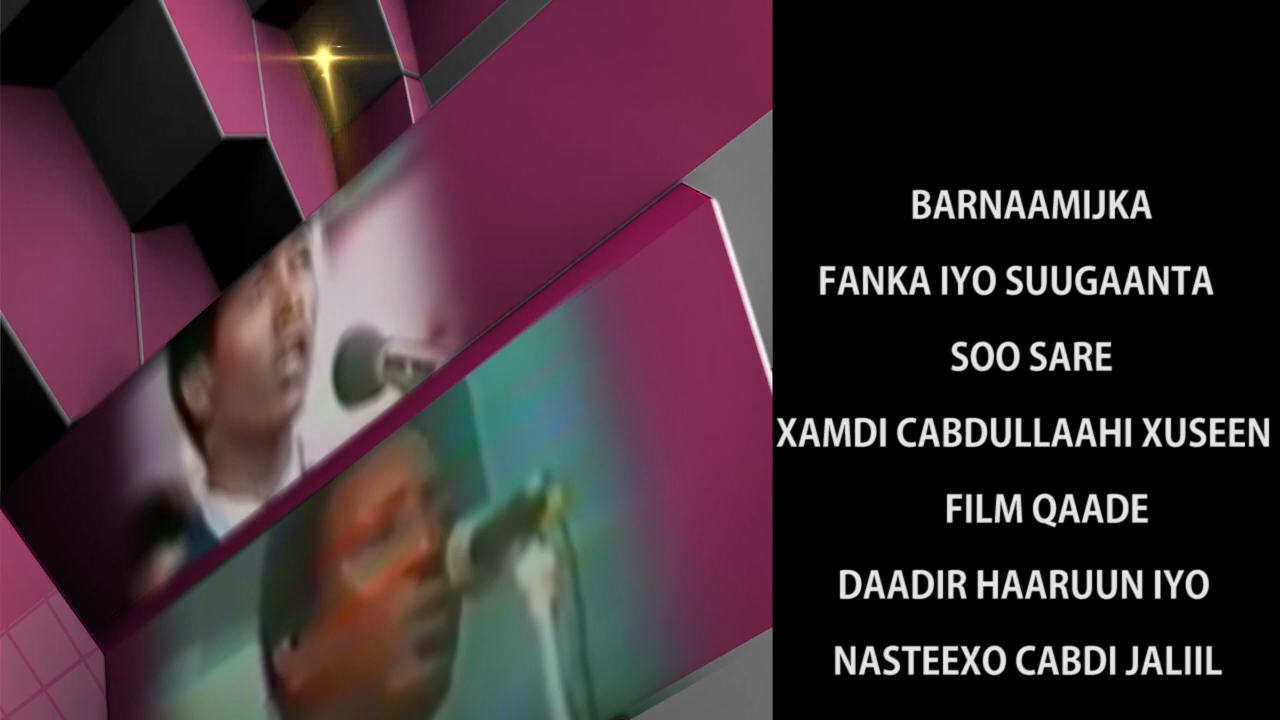 BARNAAMIJKA
FANKA IYO SUUGAANTA
SOO SARE
XAMDI CABDULLAAHI XUSEEN
FILM QAADE
DAADIR HAARUUN IYO
NASTEEXO CABDI JALIIL